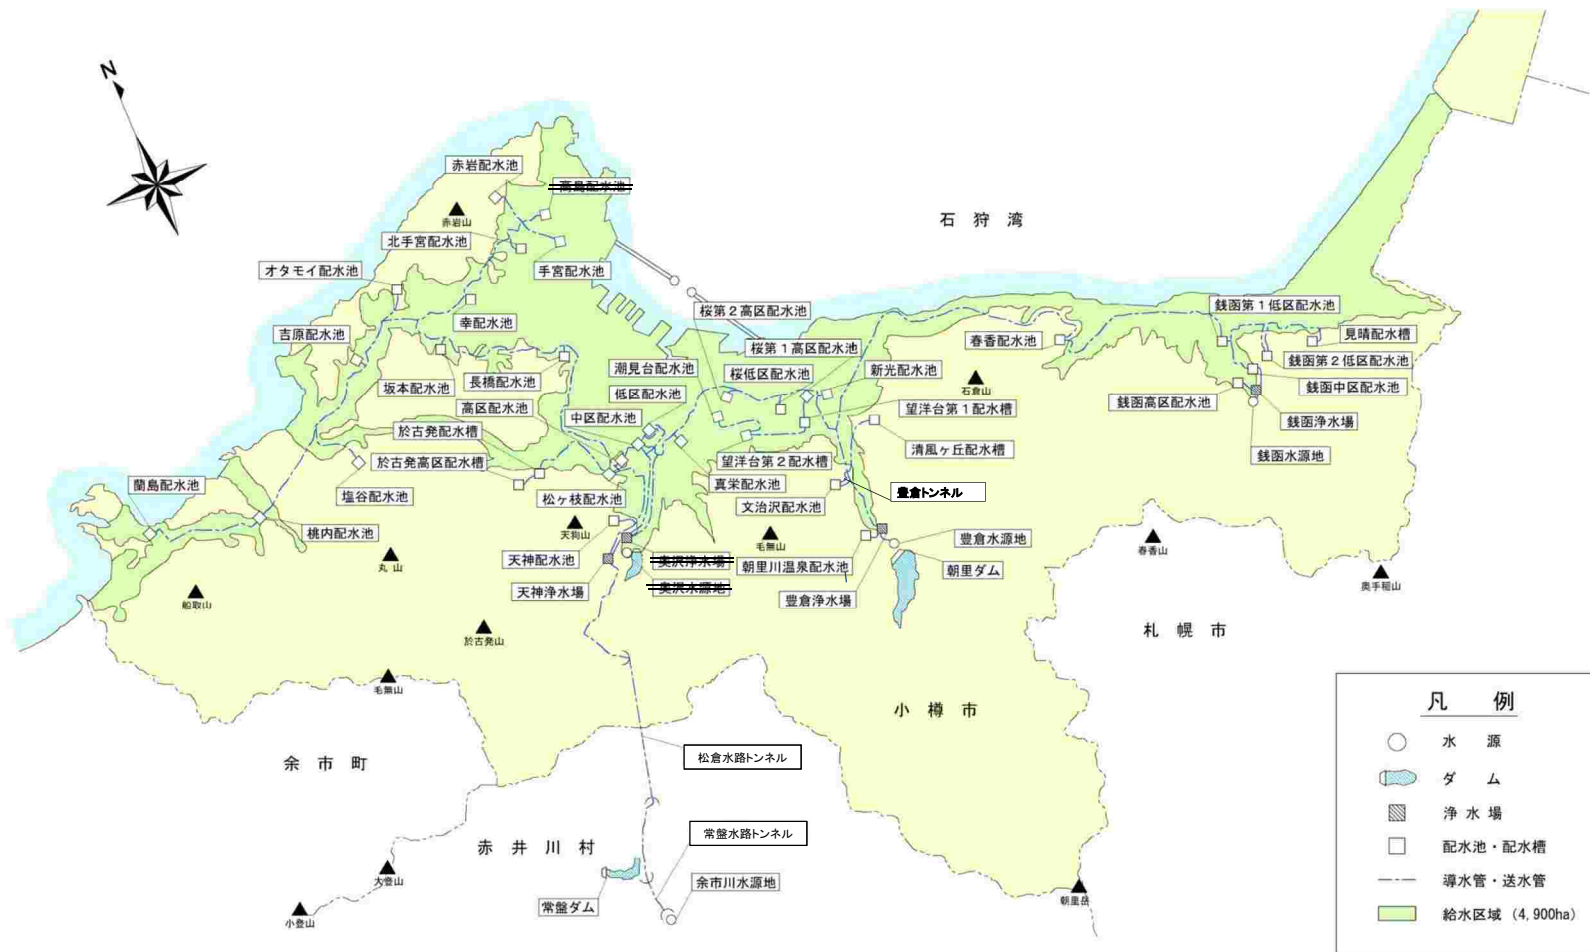 N
赤岩配水池
高島配水池
赤岩山
石狩湾
北手宮配水池
オタモイ配水池
手宮配水池
桜第2高区配水池
銭函第1低区配水池
幸配水池
吉原配水池
見晴配水槽
桜第1高区配水池
春香配水池
銭函第2低区配水池
潮見台配水池
桜低区配水池
新光配水池
坂本配水池
長橋配水池
石倉山
銭函中区配水池
低区配水池
銭函高区配水池
高区配水池
中区配水池
望洋台第1配水槽
銭函浄水場
於古発配水槽
清風ヶ丘配水槽
銭函水源地
於古発高区配水槽
望洋台第2配水槽
蘭島配水池
塩谷配水池
松ヶ枝配水池
真栄配水池
豊倉トンネル
文治沢配水池
桃内配水池
天狗山
毛無山
豊倉水源地
春香山
天神配水池
奥沢浄水場
朝里川温泉配水池
朝里ダム
丸山
奥沢水源地
天神浄水場
豊倉浄水場
奥手稲山
船取山
於古発山
札幌市
毛無山
小樽市
余市町
松倉水路トンネル
常盤水路トンネル
赤井川村
大登山
余市川水源地
常盤ダム
朝里岳
小登山
凡例
水源
ダム
浄水場
配水池・配水槽
導水管・送水管
給水区域 (4,900ha)